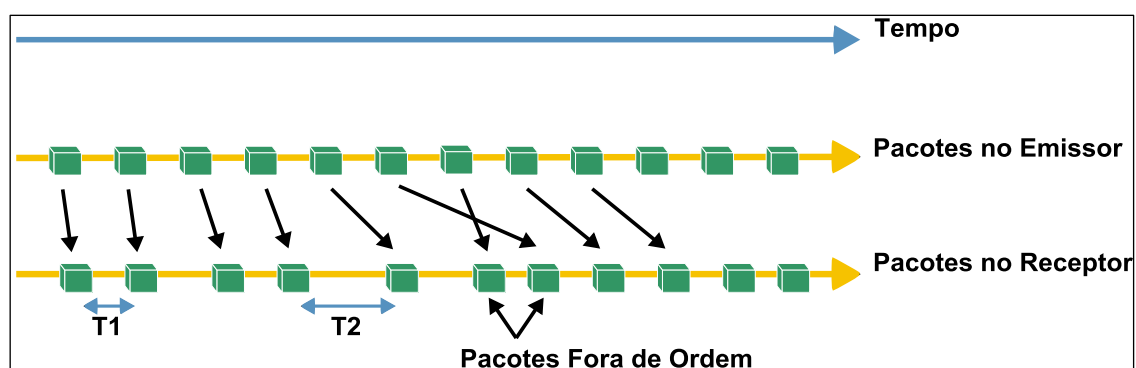 Tempo
Pacotes no Emissor
Pacotes no Receptor
T1
T2
Pacotes Fora de Ordem